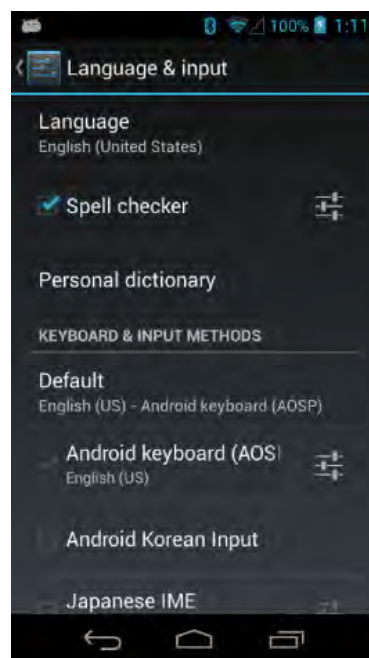 100% 1:11
Language & input
Language
English (United States)
Spell checker
Personal dictionary
KEYBOARD & INPUT METHODS
Default
English (US) - Android keyboard (AOSP)
Android keyboard (AOS
English (US)
Android Korean Input
Japanese IME